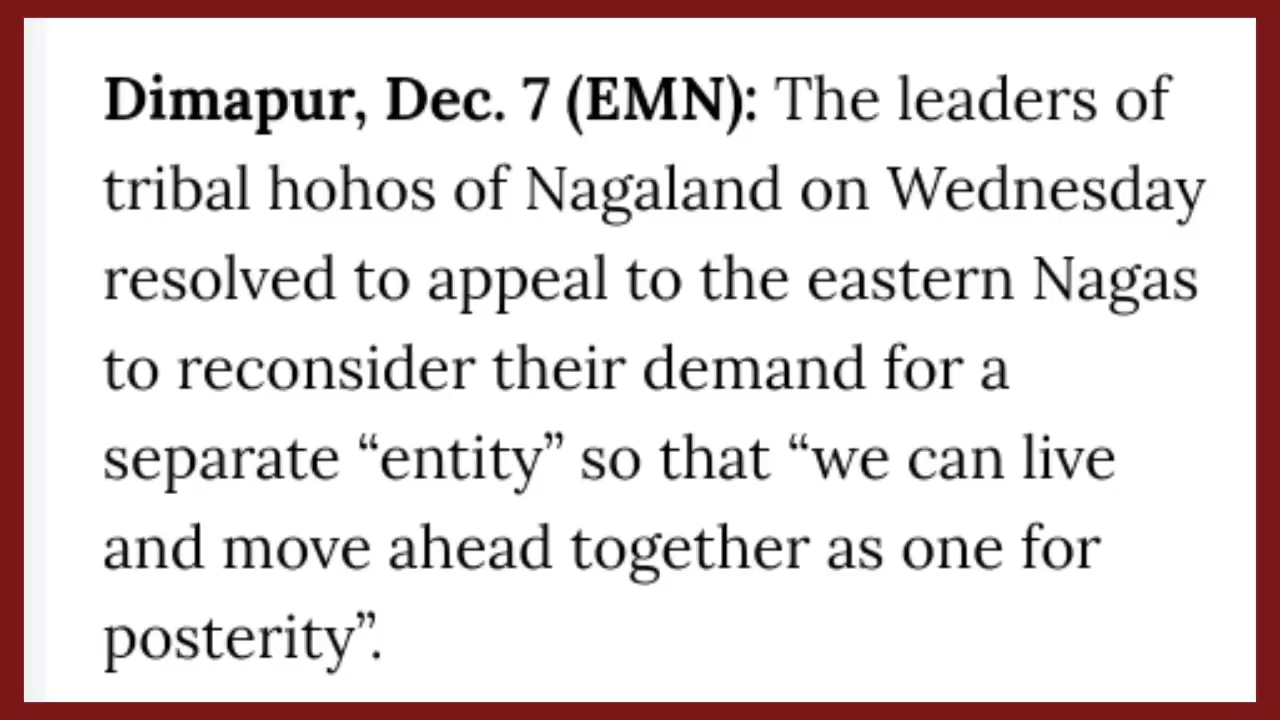 Dimapur, Dec. 7 (EMN): The leaders of
tribal hohos of Nagaland on Wednesday
resolved to appeal to the eastern Nagas
to reconsider their demand for a
separate “entity” so that “we can live
and move ahead together as one for
posterity”.